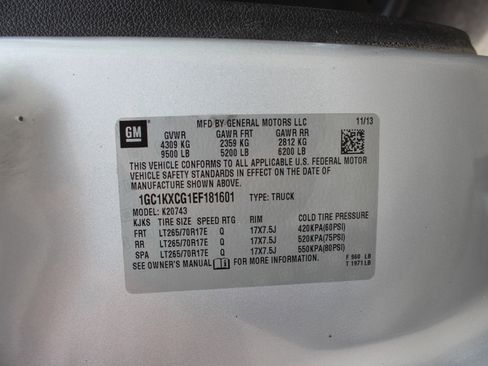 GM
MFD BY GENERAL MOTORS LLC 11/13
GVWR GAWR FRT GAWR RR
4309 KG 2359 KG 2812 KG
9500 LB 5200 LB 6200 LB
THIS VEHICLE CONFORMS TO ALL APPLICABLE U.S. FEDERAL MOTOR
VEHICLE SAFETY STANDARDS IN EFFECT ON THE DATE OF
MANUFACTURE SHOWN ABOVE.
1GC1KXCG1EF181601 TYPE: TRUCK
MODEL: K20743
KJKS TIRE SIZE SPEED RTG RIM COLD TIRE PRESSURE
FRT LT265/70R17E Q 17X7.5J 420KPA(60PSI)
RR LT265/70R17E Q 17X7.5J 520KPA(75PSI)
SPA LT265/70R17E Q 17X7.5J 550KPA(80PSI)
SEE OWNER'S MANUAL FOR MORE INFORMATION. F 960 LB
T 1971 LB